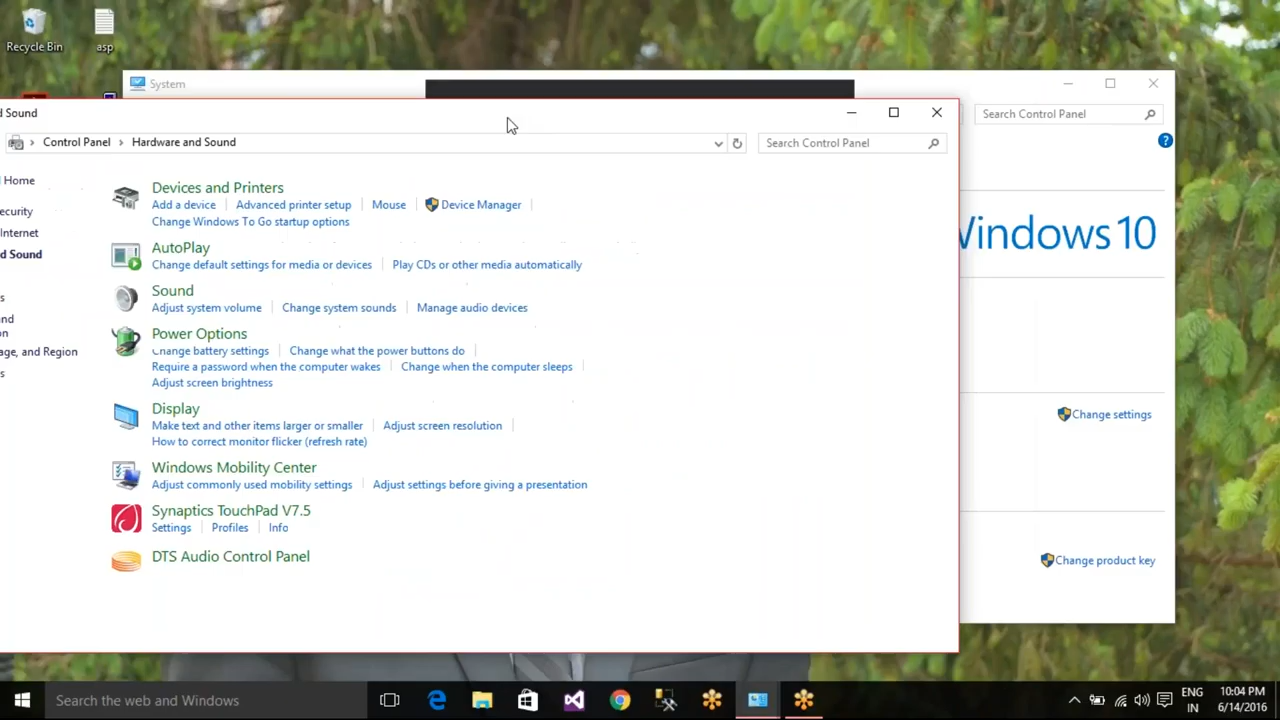 Recycle Bin
asp
System
d Sound
Search Control Panel
Control Panel
Hardware and Sound
Search Control Panel
Home
ecurity
Internet
d Sound
s
nd
on
age, and Region
s
Devices and Printers
Add a device
Advanced printer setup
Mouse
Device Manager
Change Windows To Go startup options
AutoPlay
Change default settings for media or devices
Play CDs or other media automatically
Sound
Adjust system volume
Change system sounds
Manage audio devices
Power Options
Change battery settings
Change what the power buttons do
Require a password when the computer wakes
Change when the computer sleeps
Adjust screen brightness
Display
Make text and other items larger or smaller
Adjust screen resolution
How to correct monitor flicker (refresh rate)
Windows Mobility Center
Adjust commonly used mobility settings
Adjust settings before giving a presentation
Synaptics TouchPad V7.5
Settings
Profiles
Info
DTS Audio Control Panel
Windows 10
Change settings
Change product key
Search the web and Windows
ENG
IN
10:04 PM
6/14/2016